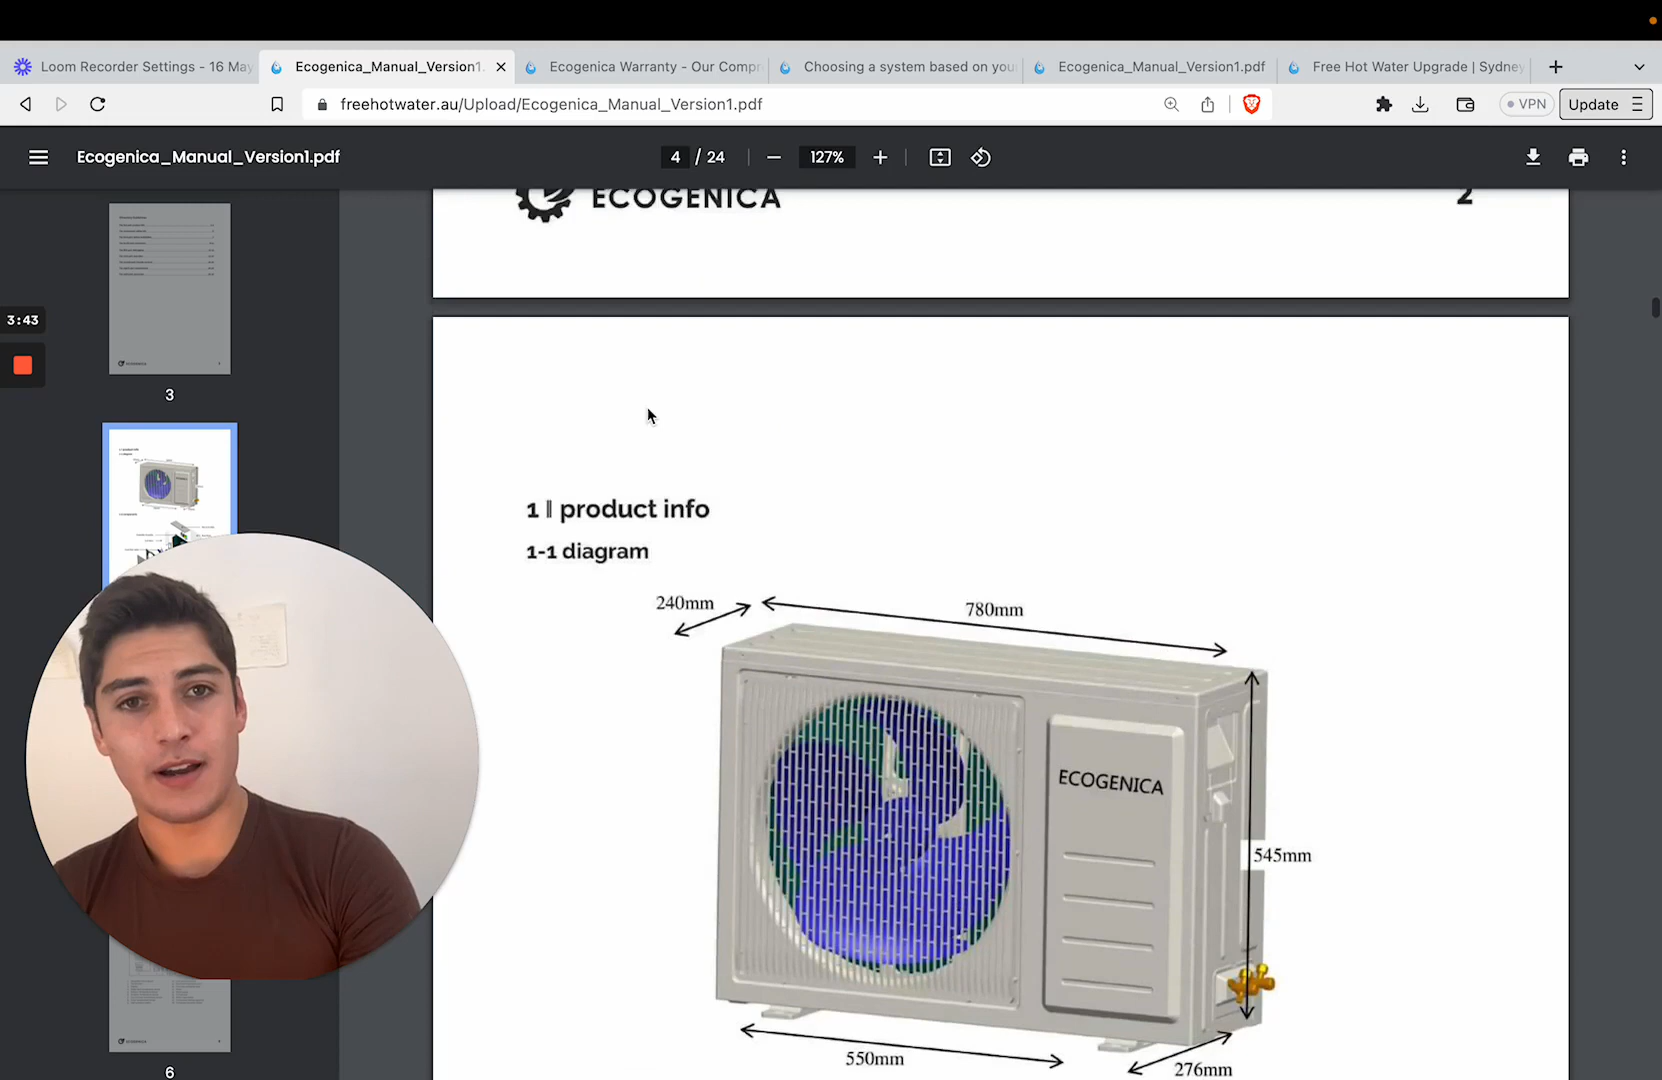 Loom Recorder Settings - 16 May
Ecogenica_Manual_Version1.
Ecogenica Warranty - Our Comp
Choosing a system based on you
Ecogenica_Manual_Version1.pdf
Free Hot Water Upgrade | Sydney
freehotwater.au/Upload/Ecogenica_Manual_Version1.pdf
VPN
Update
Ecogenica_Manual_Version1.pdf
4 / 24
127%
3
6
3:43
ECOGENICA
2
1 ‖ product info
1-1 diagram
240mm
780mm
ECOGENICA
545mm
550mm
276mm